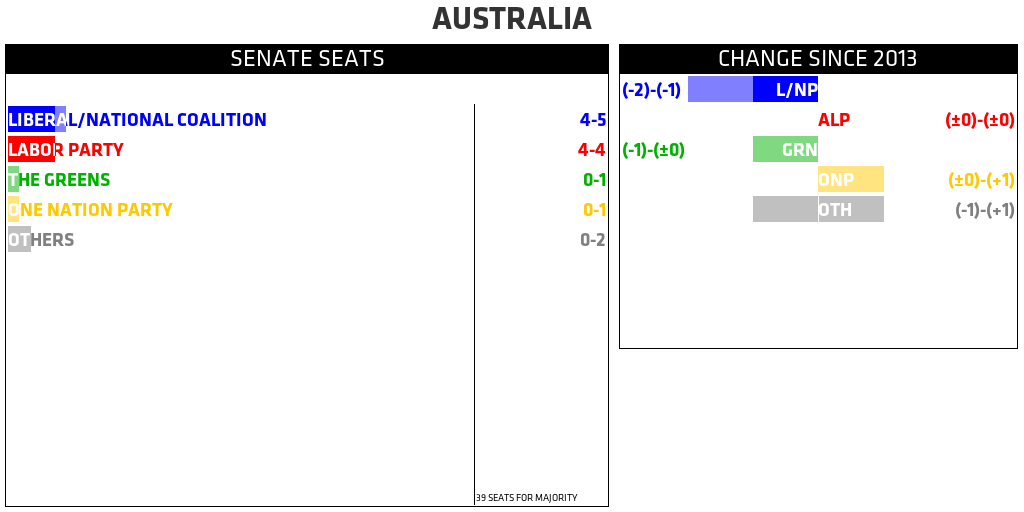 AUSTRALIA
SENATE SEATS
LIBERAL/NATIONAL COALITION 4-5
LABOR PARTY 4-4
THE GREENS 0-1
ONE NATION PARTY 0-1
OTHERS 0-2
39 SEATS FOR MAJORITY
CHANGE SINCE 2013
(-2)-(-1) L/NP
ALP (±0)-(±0)
(-1)-(±0) GRN
ONP (±0)-(+1)
OTH (-1)-(+1)